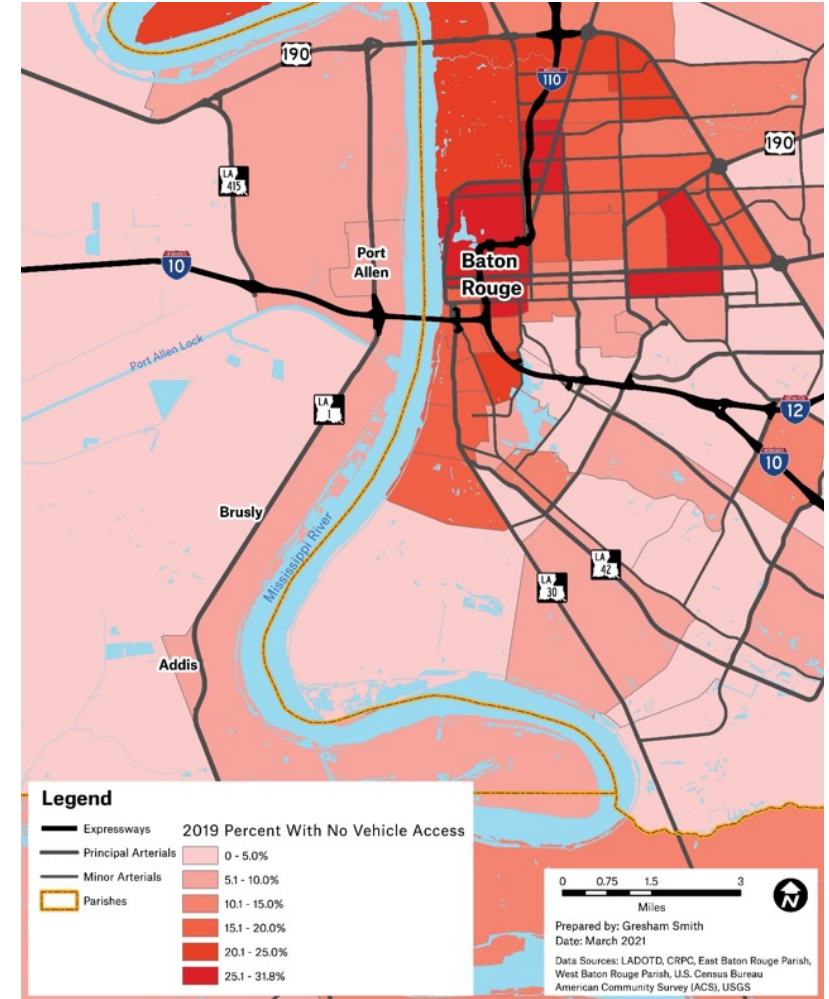 190
110
190
LA
415
Port
Allen
Baton
Rouge
10
Port Allen Lock
LA
1
12
10
Brusly
Mississippi River
LA
42
LA
30
Addis
Legend
Expressways
Principal Arterials
Minor Arterials
Parishes
2019 Percent With No Vehicle Access
0 - 5.0%
5.1 - 10.0%
10.1 - 15.0%
15.1 - 20.0%
20.1 - 25.0%
25.1 - 31.8%
0 0.75 1.5 3
Miles
N
Prepared by: Gresham Smith
Date: March 2021
Data Sources: LADOTD, CRPC, East Baton Rouge Parish,
West Baton Rouge Parish, U.S. Census Bureau
American Community Survey (ACS), USGS